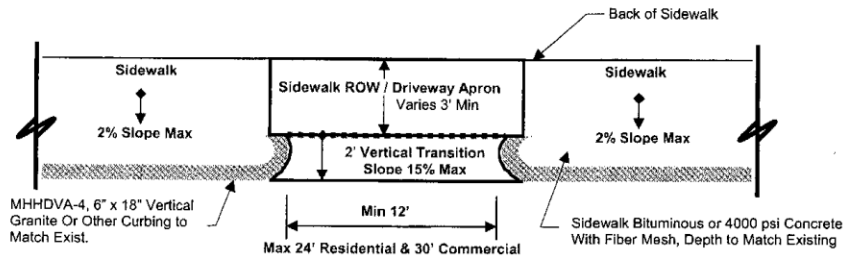 Back of Sidewalk
Sidewalk
Sidewalk ROW / Driveway Apron
Varies 3' Min
Sidewalk
2% Slope Max
2% Slope Max
2' Vertical Transition
Slope 15% Max
MHHDVA-4, 6" x 18" Vertical
Granite Or Other Curbing to
Match Exist.
Min 12'
Max 24' Residential & 30' Commercial
Sidewalk Bituminous or 4000 psi Concrete
With Fiber Mesh, Depth to Match Existing